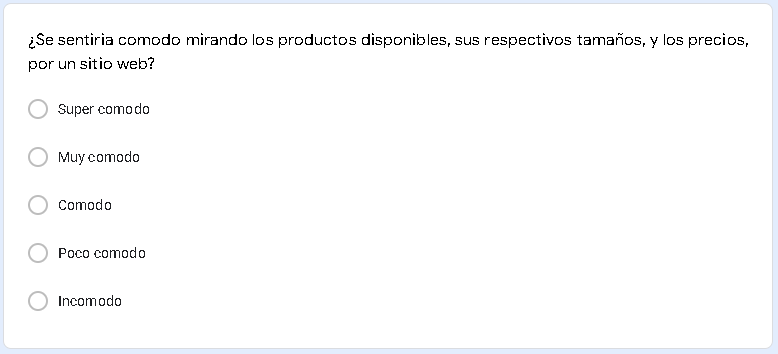 ¿Se sentiria comodo mirando los productos disponibles, sus respectivos tamaños, y los precios,
por un sitio web?
Super comodo
Muy comodo
Comodo
Poco comodo
Incomodo